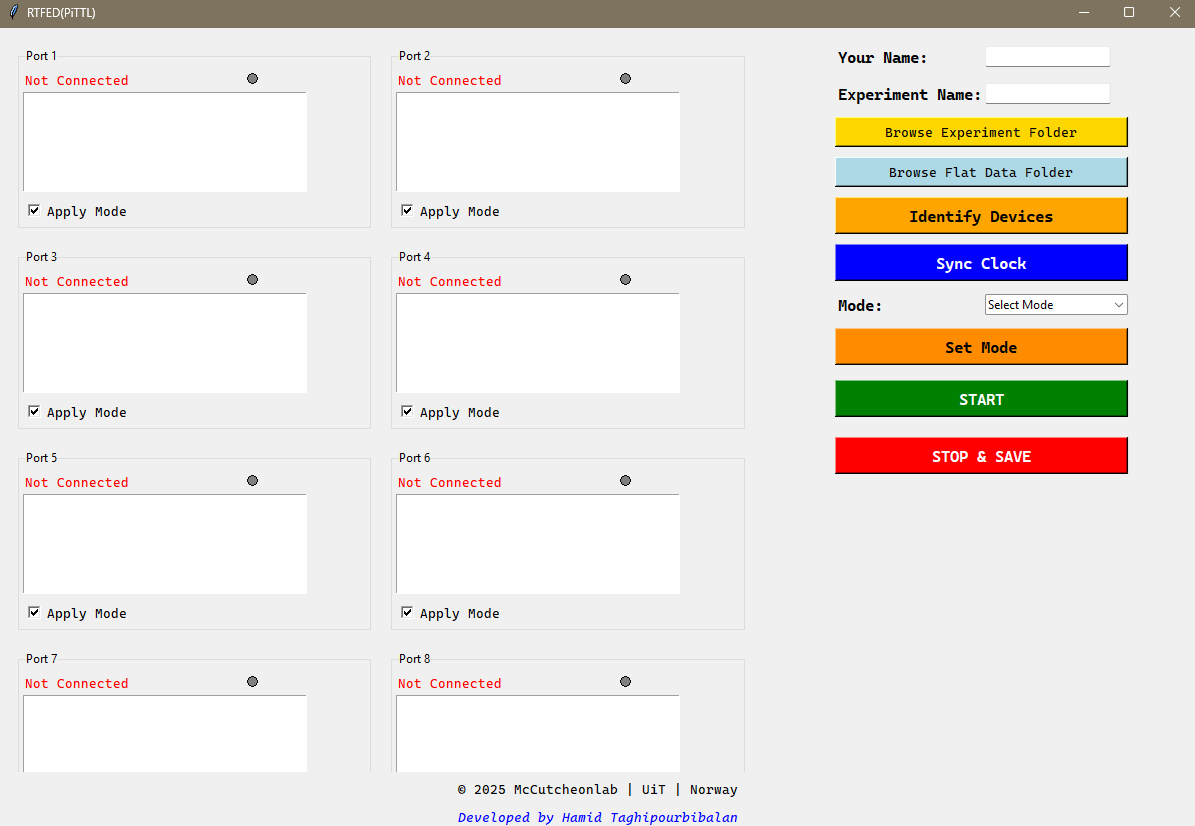 RTFED(PiTTL)
Port 1
Not Connected
Apply Mode
Port 2
Not Connected
Apply Mode
Port 3
Not Connected
Apply Mode
Port 4
Not Connected
Apply Mode
Port 5
Not Connected
Apply Mode
Port 6
Not Connected
Apply Mode
Port 7
Not Connected
Port 8
Not Connected
Your Name:
Experiment Name:
Browse Experiment Folder
Browse Flat Data Folder
Identify Devices
Sync Clock
Mode: Select Mode
Set Mode
START
STOP & SAVE
© 2025 McCutcheonlab | UiT | Norway
Developed by Hamid Taghipourbibalan